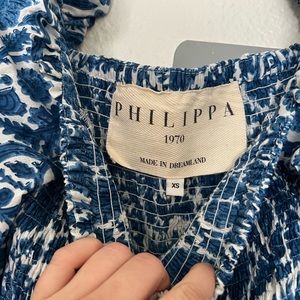 PHILIPPA
1970
MADE IN DREAMLAND
XS